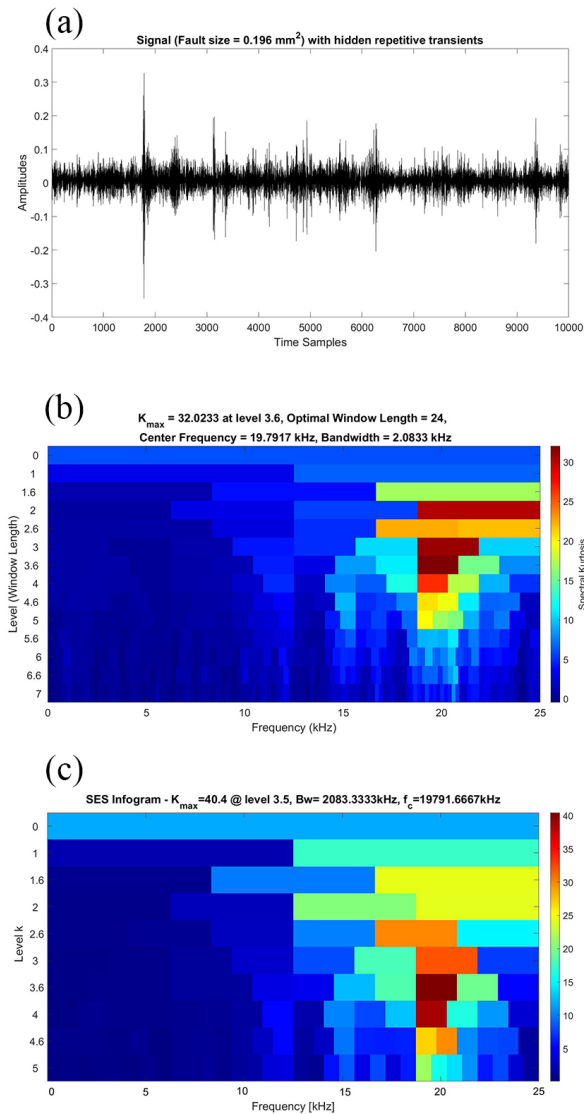 (a)
Signal (Fault size = 0.196 mm²) with hidden repetitive transients
0.4
0.3
0.2
0.1
0
-0.1
-0.2
-0.3
-0.4
Amplitudes
0 1000 2000 3000 4000 5000 6000 7000 8000 9000 10000
Time Samples
(b)
K_max = 32.0233 at level 3.6, Optimal Window Length = 24,
Center Frequency = 19.7917 kHz, Bandwidth = 2.0833 kHz
0
1
1.6
2
2.6
3
3.6
4
4.6
5
5.6
6
6.6
7
Level (Window Length)
0 5 10 15 20 25
Frequency (kHz)
30
25
20
15
10
5
0
Spectral Kurtosis
(c)
SES Infogram - K_max=40.4 @ level 3.5, Bw= 2083.3333kHz, f_c=19791.6667kHz
0
1
1.6
2
2.6
3
3.6
4
4.6
5
Level k
0 5 10 15 20 25
Frequency [kHz]
40
35
30
25
20
15
10
5